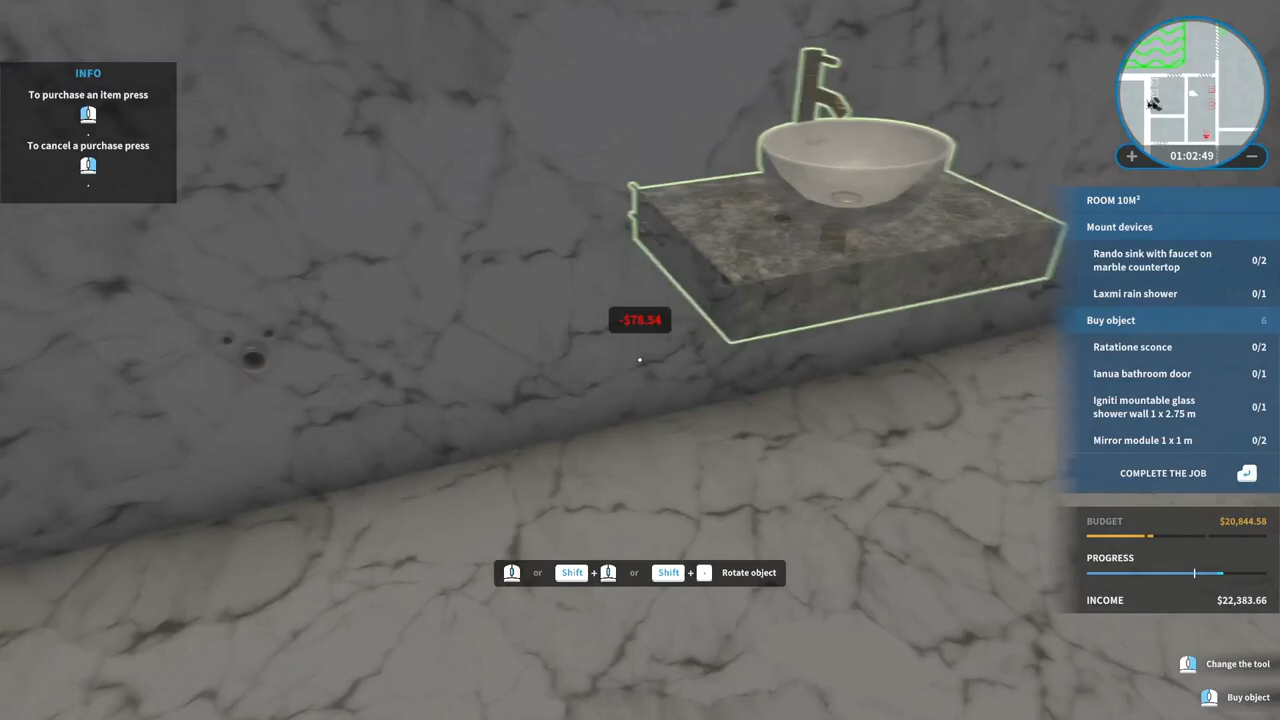 INFO
To purchase an item press
.
To cancel a purchase press
.
-$78.54
or Shift + or Shift + . Rotate object
+ 01:02:49 −
ROOM 10M²
Mount devices
Rando sink with faucet on
marble countertop 0/2
Laxmi rain shower 0/1
Buy object 6
Ratatione sconce 0/2
Ianua bathroom door 0/1
Igniti mountable glass
shower wall 1 x 2.75 m 0/1
Mirror module 1 x 1 m 0/2
COMPLETE THE JOB
BUDGET $20,844.58
PROGRESS
INCOME $22,383.66
Change the tool
Buy object